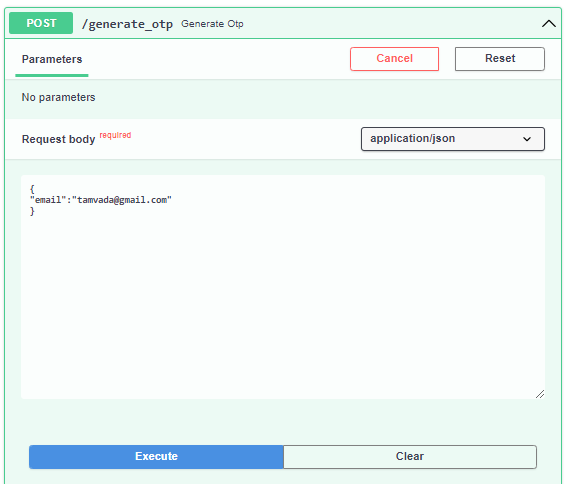 POST /generate_otp Generate Otp
Parameters Cancel Reset
No parameters
Request body required application/json
{
"email":"tamvada@gmail.com"
}
Execute Clear